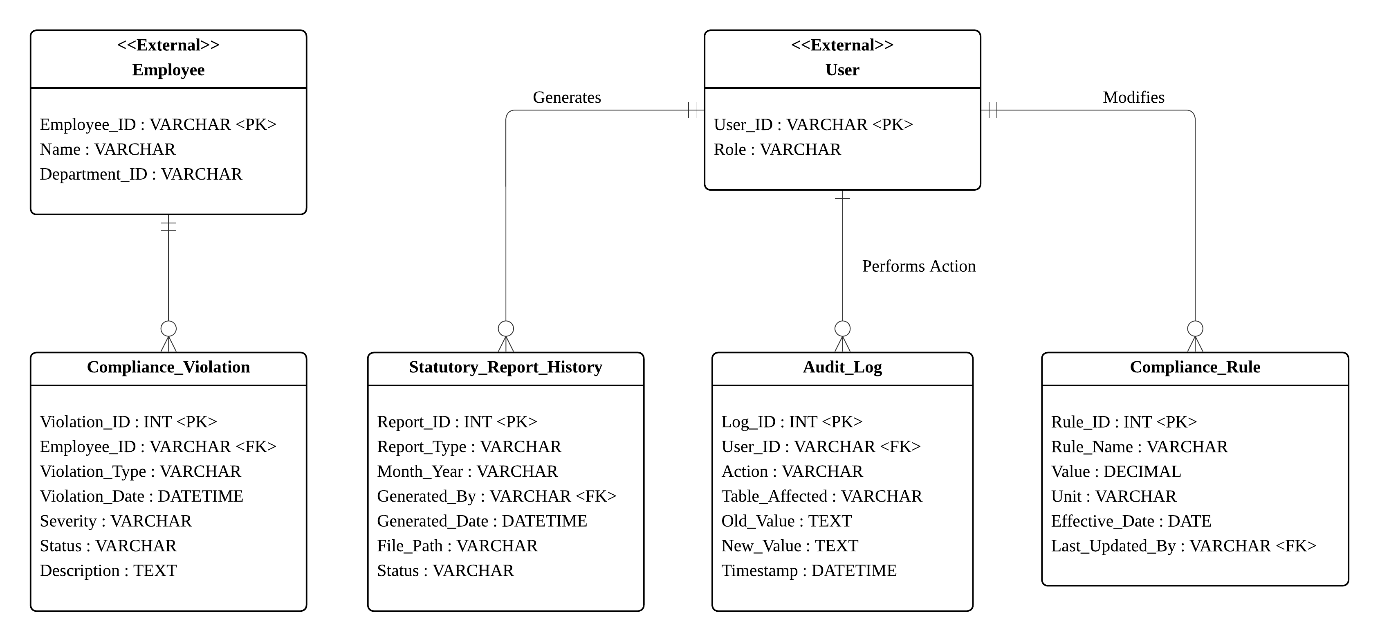 <<External>>
Employee
Employee_ID : VARCHAR <PK>
Name : VARCHAR
Department_ID : VARCHAR
<<External>>
User
User_ID : VARCHAR <PK>
Role : VARCHAR
Generates
Modifies
Performs Action
Compliance_Violation
Violation_ID : INT <PK>
Employee_ID : VARCHAR <FK>
Violation_Type : VARCHAR
Violation_Date : DATETIME
Severity : VARCHAR
Status : VARCHAR
Description : TEXT
Statutory_Report_History
Report_ID : INT <PK>
Report_Type : VARCHAR
Month_Year : VARCHAR
Generated_By : VARCHAR <FK>
Generated_Date : DATETIME
File_Path : VARCHAR
Status : VARCHAR
Audit_Log
Log_ID : INT <PK>
User_ID : VARCHAR <FK>
Action : VARCHAR
Table_Affected : VARCHAR
Old_Value : TEXT
New_Value : TEXT
Timestamp : DATETIME
Compliance_Rule
Rule_ID : INT <PK>
Rule_Name : VARCHAR
Value : DECIMAL
Unit : VARCHAR
Effective_Date : DATE
Last_Updated_By : VARCHAR <FK>